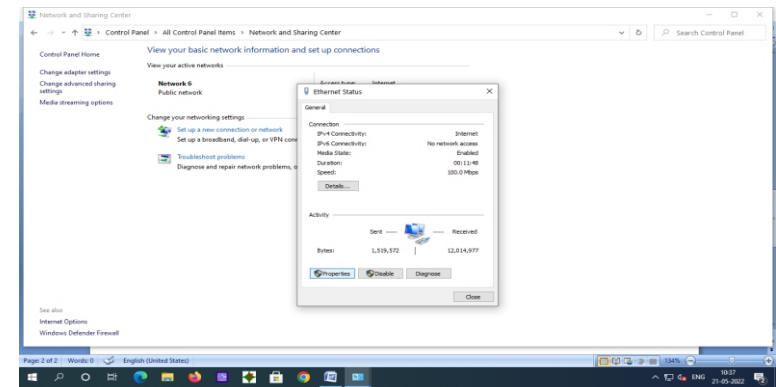 Network and Sharing Center
Control Panel > All Control Panel Items > Network and Sharing Center
Search Control Panel
Control Panel Home
Change adapter settings
Change advanced sharing
settings
Media streaming options
View your basic network information and set up connections
View your active networks
Network 6
Public network
Access type: Internet
Change your networking settings
Set up a new connection or network
Set up a broadband, dial-up, or VPN conn
Troubleshoot problems
Diagnose and repair network problems, o
Ethernet Status
General
Connection
IPv4 Connectivity: Internet
IPv6 Connectivity: No network access
Media State: Enabled
Duration: 00:11:48
Speed: 100.0 Mbps
Details...
Activity
Sent — — Received
Bytes: 1,519,572 | 12,014,977
Properties Disable Diagnose
Close
See also
Internet Options
Windows Defender Firewall
Page: 2 of 2 Words: 0 English (United States) 134%
ENG 10:37
21-05-2022